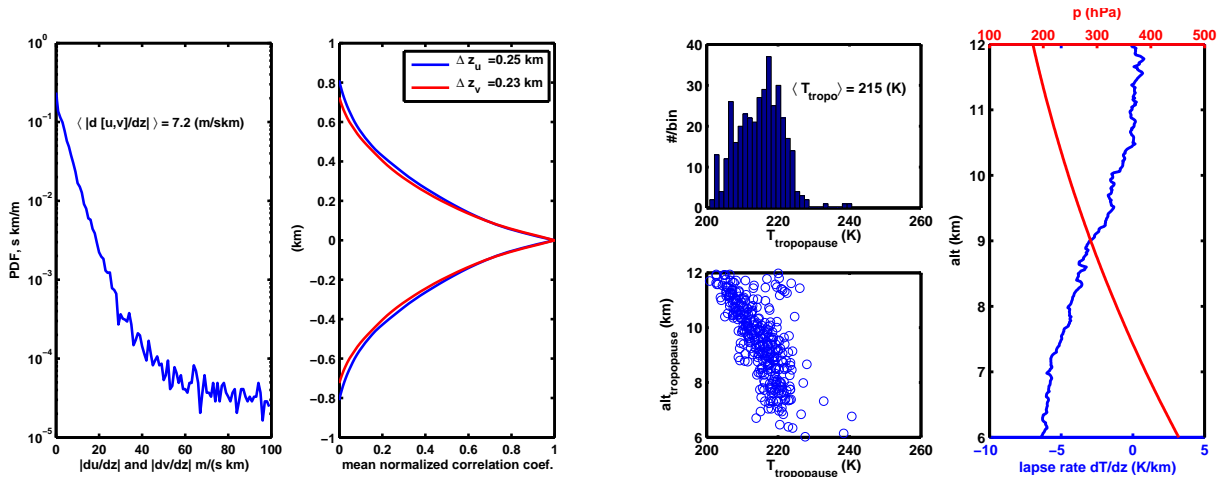 10^0
10^-1
10^-2
10^-3
10^-4
10^-5
PDF, s km/m
⟨ |d [u,v]/dz| ⟩ = 7.2 (m/skm)
0 20 40 60 80 100
|du/dz| and |dv/dz| m/(s km)
1
0.8
0.6
0.4
0.2
0
−0.2
−0.4
−0.6
−0.8
−1
(km)
Δ z_u =0.25 km
Δ z_v =0.23 km
0 0.2 0.4 0.6 0.8 1
mean normalized correlation coef.
40
30
20
10
0
#/bin
⟨ T_tropo ⟩ = 215 (K)
200 220 240 260
T_tropopause (K)
12
10
8
6
alt_tropopause (km)
200 220 240 260
T_tropopause (K)
p (hPa)
100 200 300 400 500
12
11
10
9
8
7
6
alt (km)
−10 −5 0 5
lapse rate dT/dz (K/km)